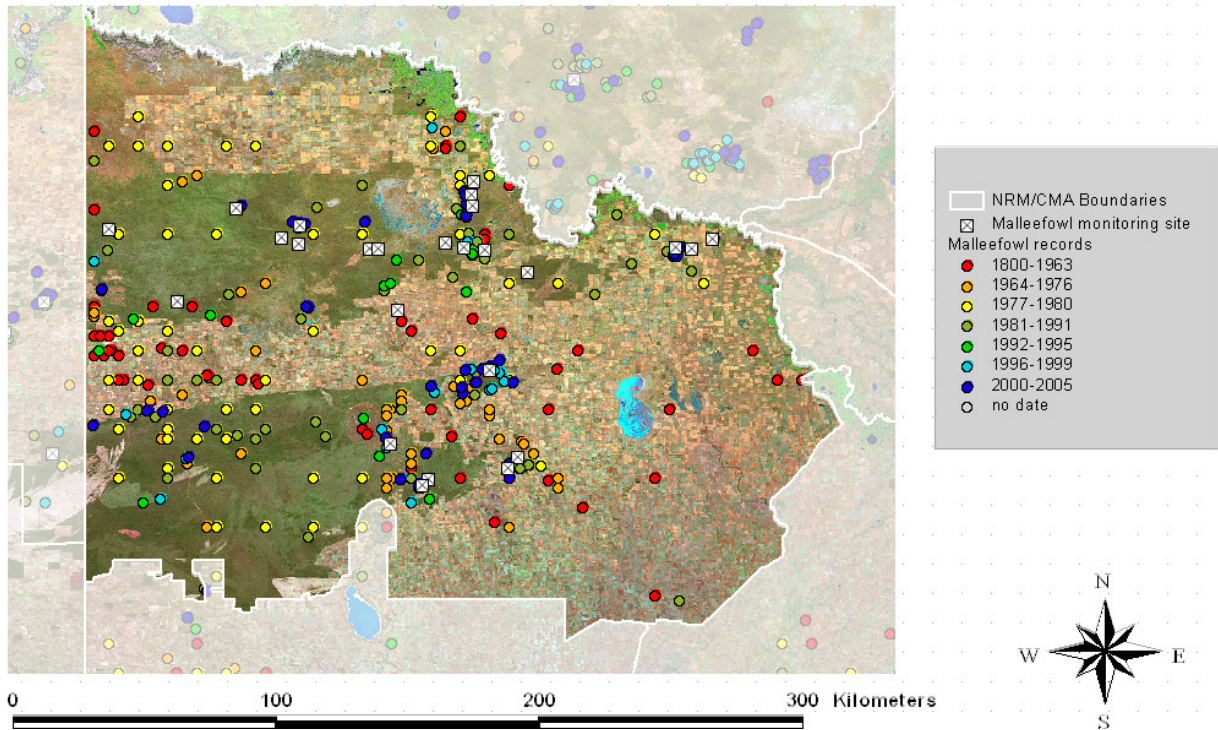 NRM/CMA Boundaries
Malleefowl monitoring site
Malleefowl records
1800-1963
1964-1976
1977-1980
1981-1991
1992-1995
1996-1999
2000-2005
no date
N
W E
S
0 100 200 300 Kilometers